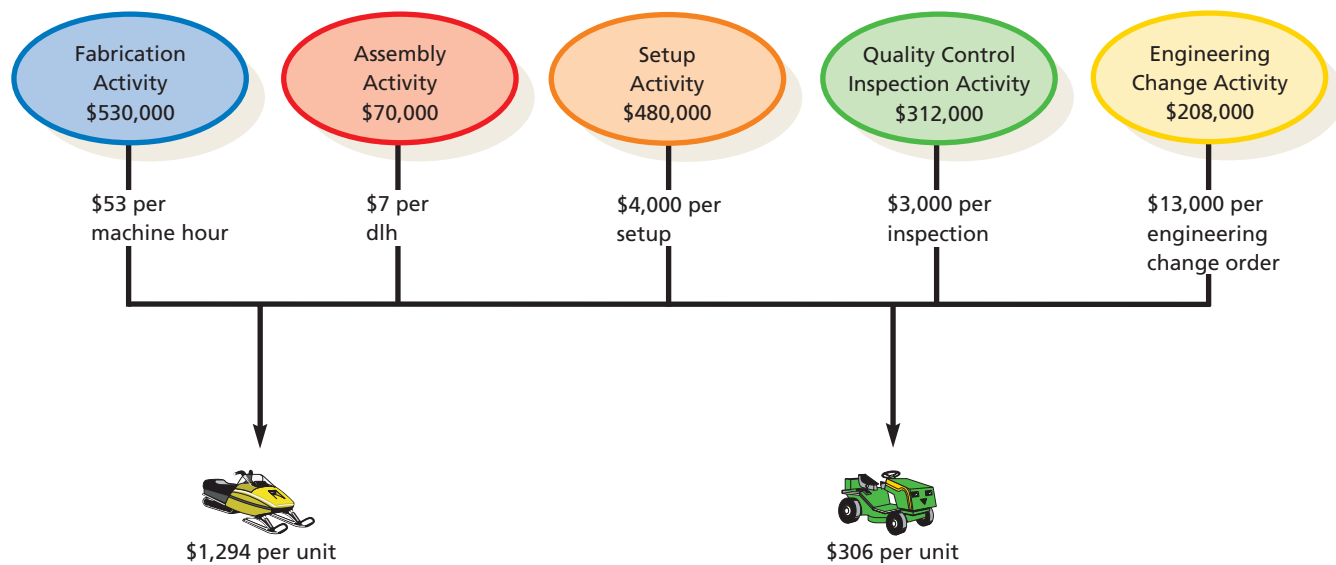 Fabrication
Activity
$530,000
Assembly
Activity
$70,000
Setup
Activity
$480,000
Quality Control
Inspection Activity
$312,000
Engineering
Change Activity
$208,000
$53 per
machine hour
$7 per
dlh
$4,000 per
setup
$3,000 per
inspection
$13,000 per
engineering
change order
$1,294 per unit
$306 per unit